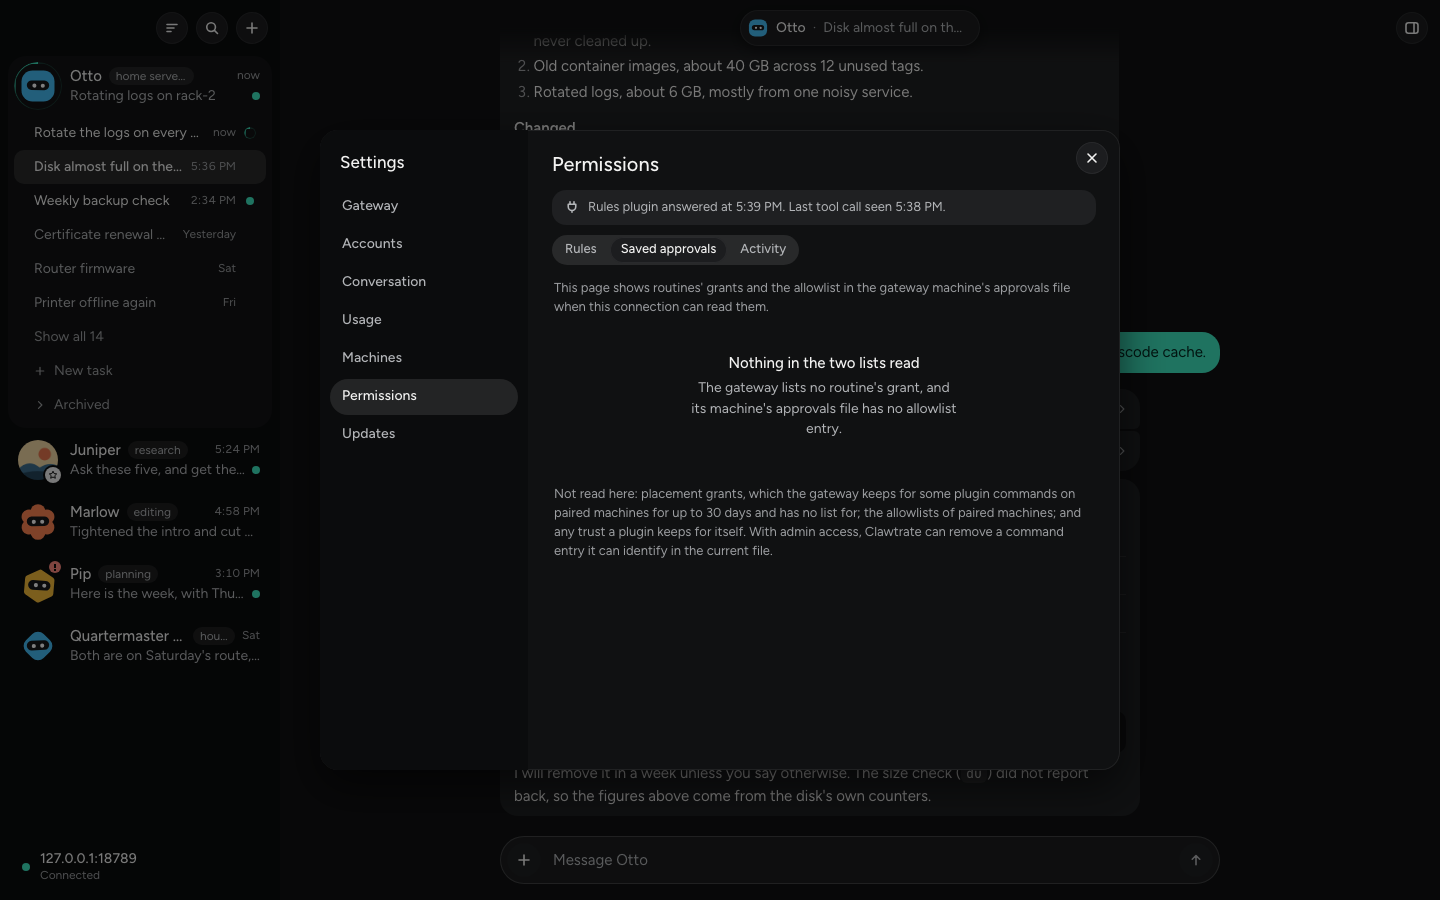 Otto · Disk almost full on th...
Otto home serve... now
Rotating logs on rack-2
Rotate the logs on every ... now
Disk almost full on the... 5:36 PM
Weekly backup check 2:34 PM
Certificate renewal ... Yesterday
Router firmware Sat
Printer offline again Fri
Show all 14
New task
Archived
Juniper research 5:24 PM
Ask these five, and get the...
Marlow editing 4:58 PM
Tightened the intro and cut ...
Pip planning 3:10 PM
Here is the week, with Thu...
Quartermaster ... hou... Sat
Both are on Saturday's route,...
127.0.0.1:18789
Connected
never cleaned up.
2. Old container images, about 40 GB across 12 unused tags.
3. Rotated logs, about 6 GB, mostly from one noisy service.
Changed
scode cache.
Settings
Gateway
Accounts
Conversation
Usage
Machines
Permissions
Updates
Permissions
Rules plugin answered at 5:39 PM. Last tool call seen 5:38 PM.
Rules Saved approvals Activity
This page shows routines' grants and the allowlist in the gateway machine's approvals file
when this connection can read them.
Nothing in the two lists read
The gateway lists no routine's grant, and
its machine's approvals file has no allowlist
entry.
Not read here: placement grants, which the gateway keeps for some plugin commands on
paired machines for up to 30 days and has no list for; the allowlists of paired machines; and
any trust a plugin keeps for itself. With admin access, Clawtrate can remove a command
entry it can identify in the current file.
I will remove it in a week unless you say otherwise. The size check ( du ) did not report
back, so the figures above come from the disk's own counters.
Message Otto